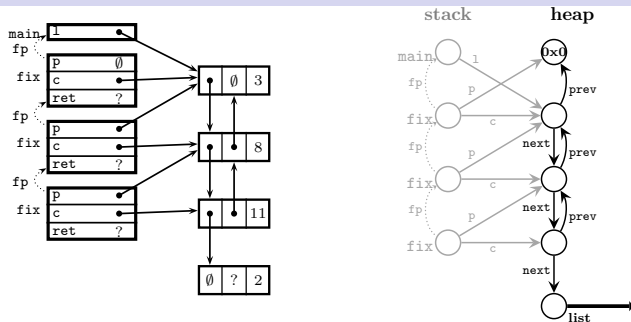 stack heap
main l
fp
p ∅
fix c
ret ?
∅ 3
fp
p
fix c
ret ?
8
fp
p
fix c
ret ?
11
∅ ? 2
main l 0x0
fp p prev
fix c
next
fp p prev
fix c
next
fp p prev
fix c
next
list